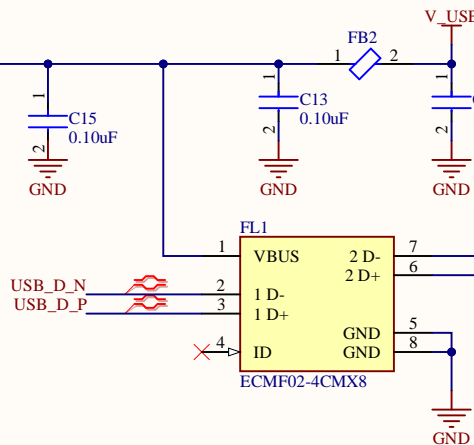 V_USB
FB2
1 2
1
C15
0.10uF
2
GND
1
C13
0.10uF
2
GND
1
C
0
2
GND
FL1
1 VBUS 2 D- 7
2 D+ 6
USB_D_N 2 1 D-
USB_D_P 3 1 D+
GND 5
4 ID GND 8
ECMF02-4CMX8
GND